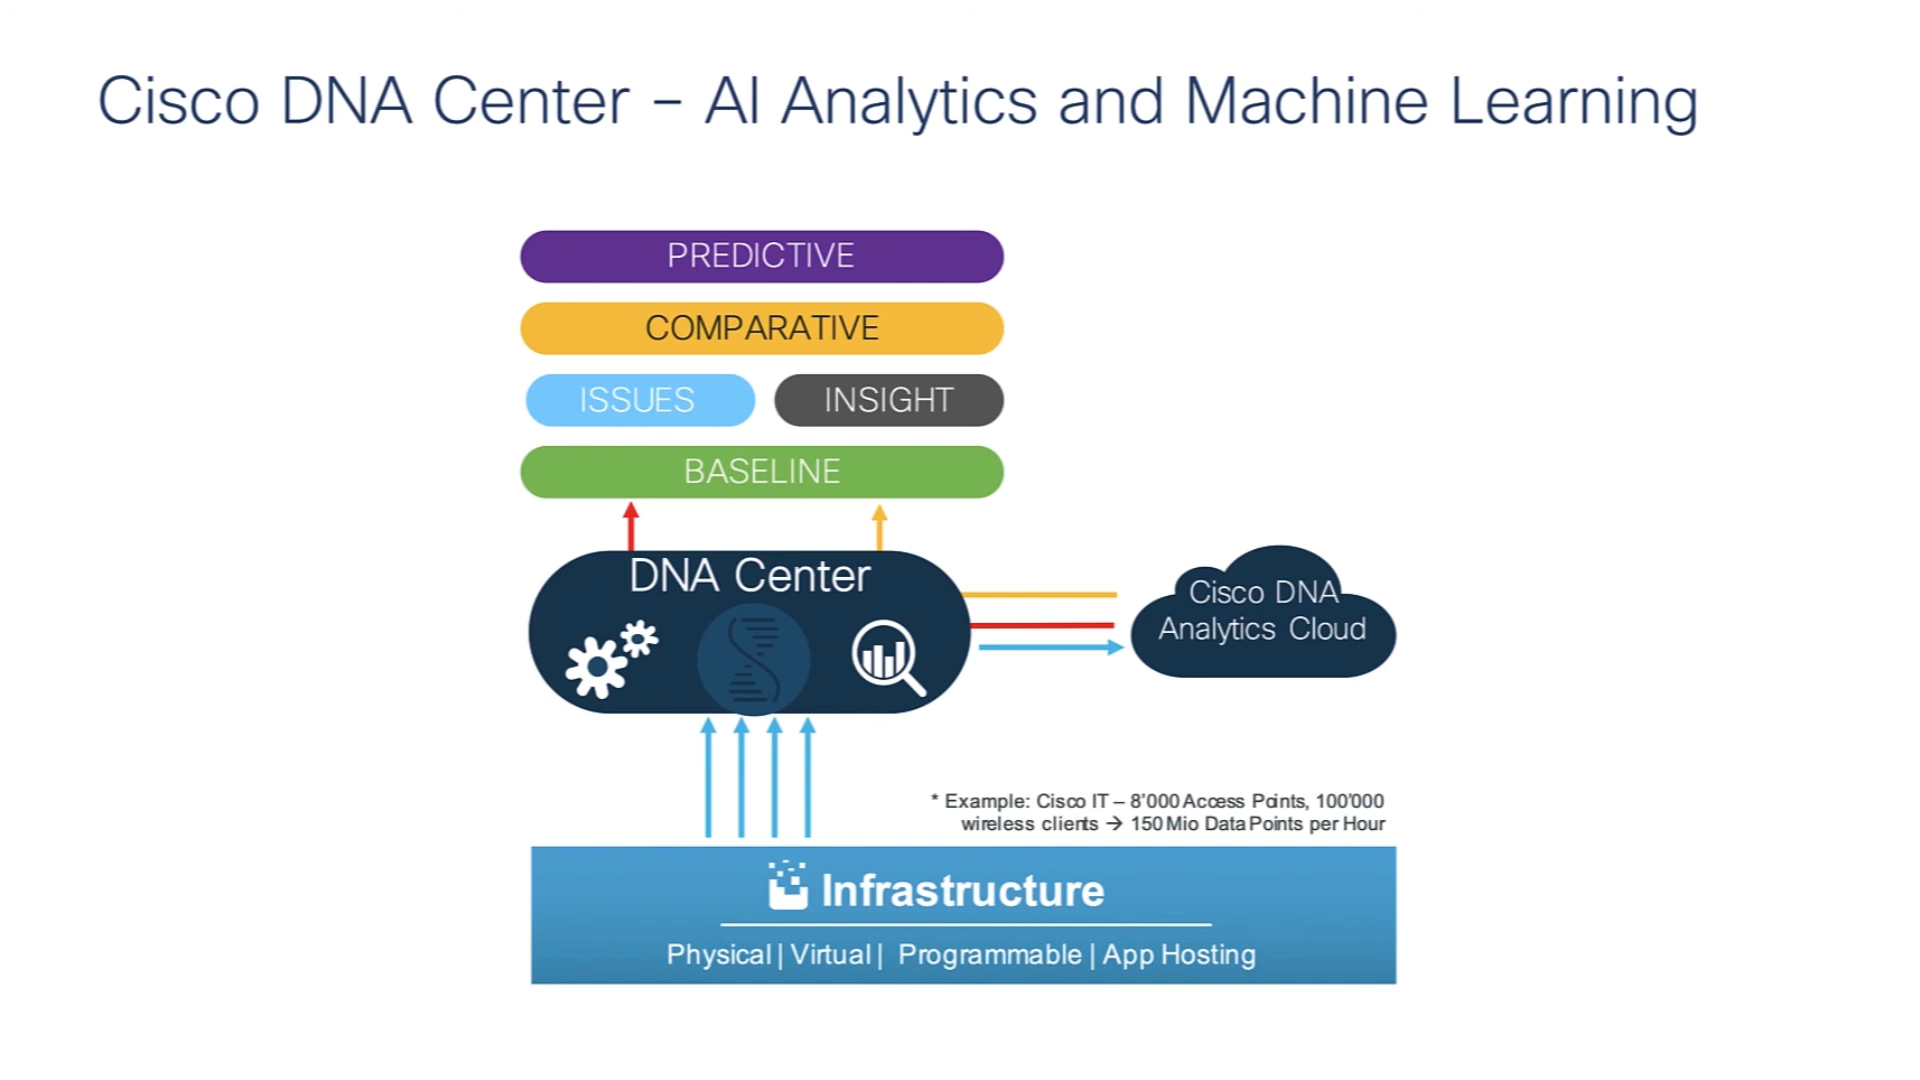 Cisco DNA Center – AI Analytics and Machine Learning
PREDICTIVE
COMPARATIVE
ISSUES
INSIGHT
BASELINE
DNA Center
Cisco DNA
Analytics Cloud
* Example: Cisco IT – 8'000 Access Points, 100'000
wireless clients → 150 Mio Data Points per Hour
Infrastructure
Physical | Virtual | Programmable | App Hosting